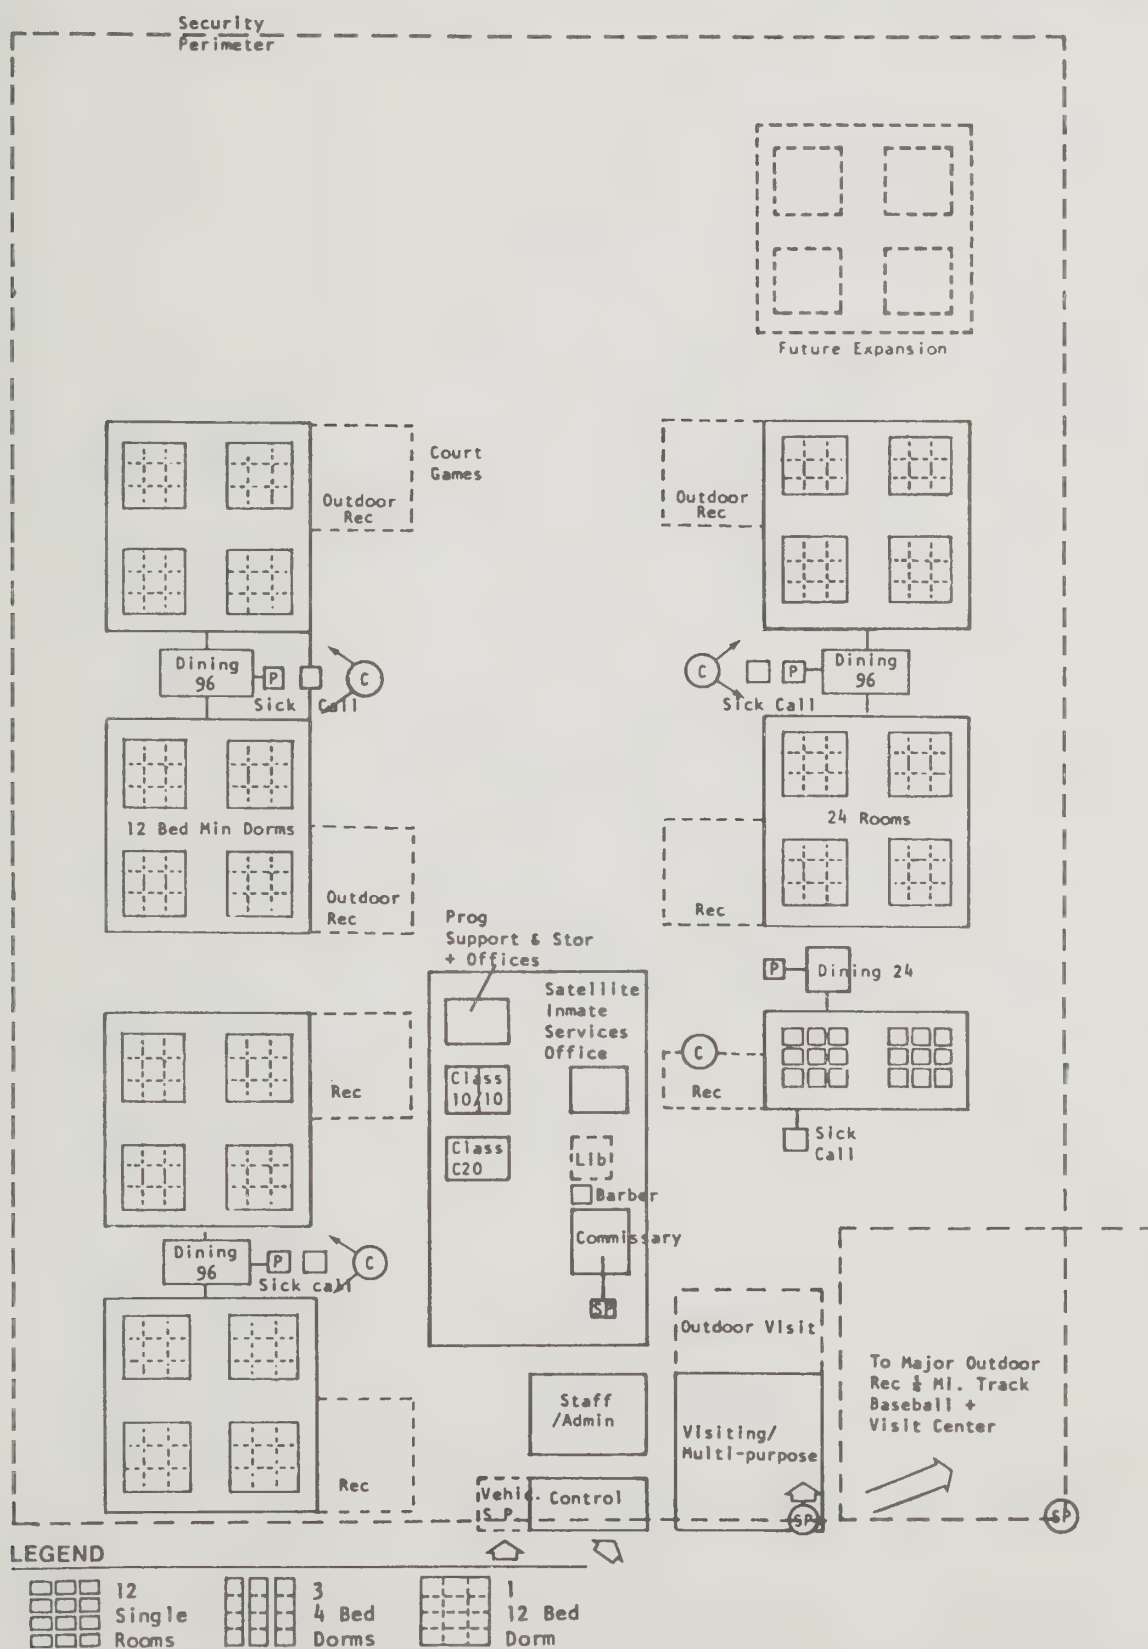 Security
Perimeter
Future Expansion
Court
Games
Outdoor
Rec
Outdoor
Rec
Dining
96
P
C
Sick Call
C
P
Dining
96
Sick Call
12 Bed Min Dorms
24 Rooms
Outdoor
Rec
Rec
Prog
Support & Stor
+ Offices
P
Dining 24
Satellite
Inmate
Services
Office
C
Rec
Rec
Class
10/10
Sick
Call
Class
C20
Lib
Barber
Commissary
SP
Dining
96
P
C
Sick call
Outdoor Visit
To Major Outdoor
Rec ½ Mi. Track
Baseball +
Visit Center
Staff
/Admin
Visiting/
Multi-purpose
Rec
Vehic.
S P
Control
SP
SP
LEGEND
12
Single
Rooms
3
4 Bed
Dorms
1
12 Bed
Dorm